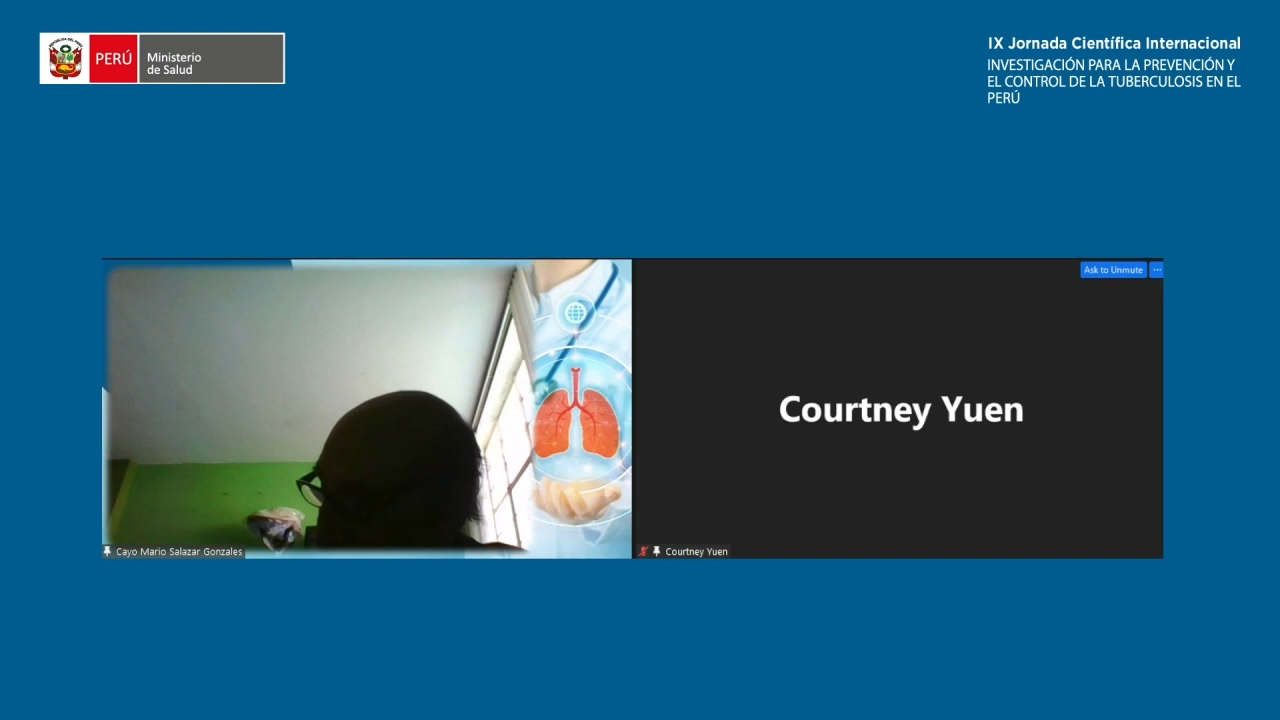 PERÚ
Ministerio
de Salud
IX Jornada Científica Internacional
INVESTIGACIÓN PARA LA PREVENCIÓN Y
EL CONTROL DE LA TUBERCULOSIS EN EL
PERÚ
Ask to Unmute
Courtney Yuen
Cayo Mario Salazar Gonzales
Courtney Yuen